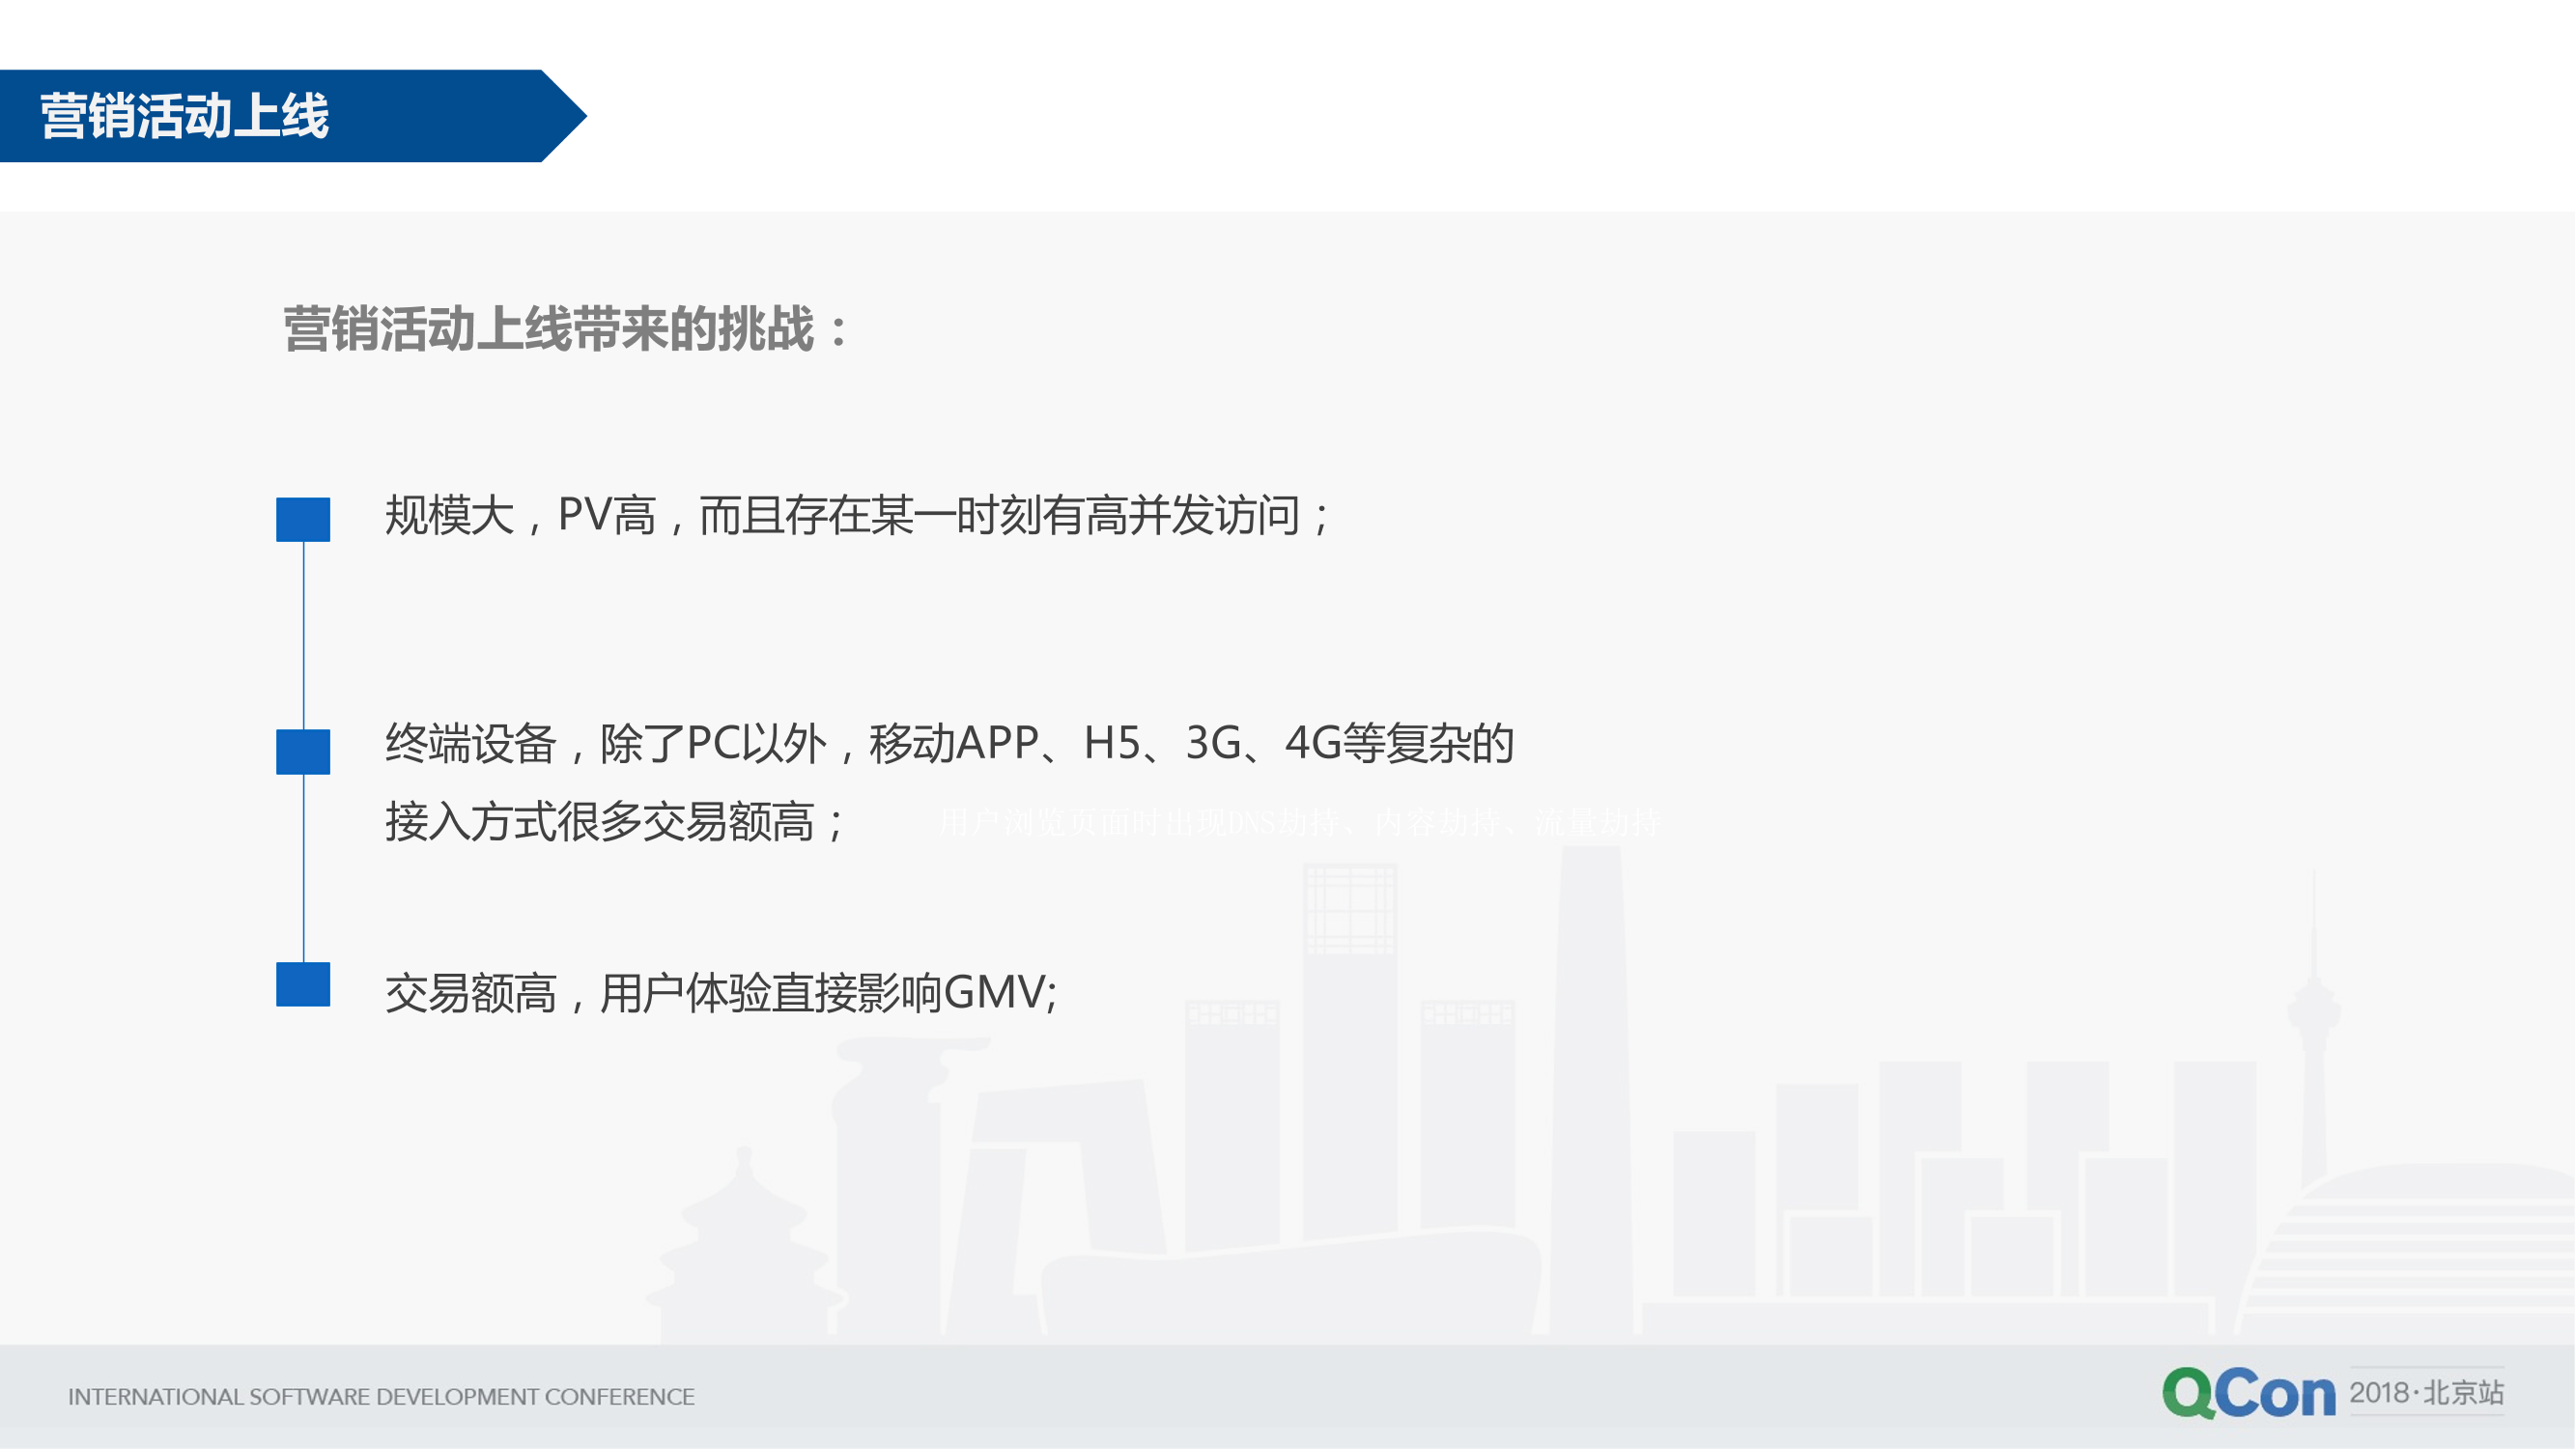 营销活动上线
营销活动上线带来的挑战：
规模大，PV高，而且存在某一时刻有高并发访问；
终端设备，除了PC以外，移动APP、H5、3G、4G等复杂的
接入方式很多交易额高；
用户浏览页面时出现DNS劫持、内容劫持、流量劫持
交易额高，用户体验直接影响GMV;
INTERNATIONAL SOFTWARE DEVELOPMENT CONFERENCE
QCon 2018·北京站